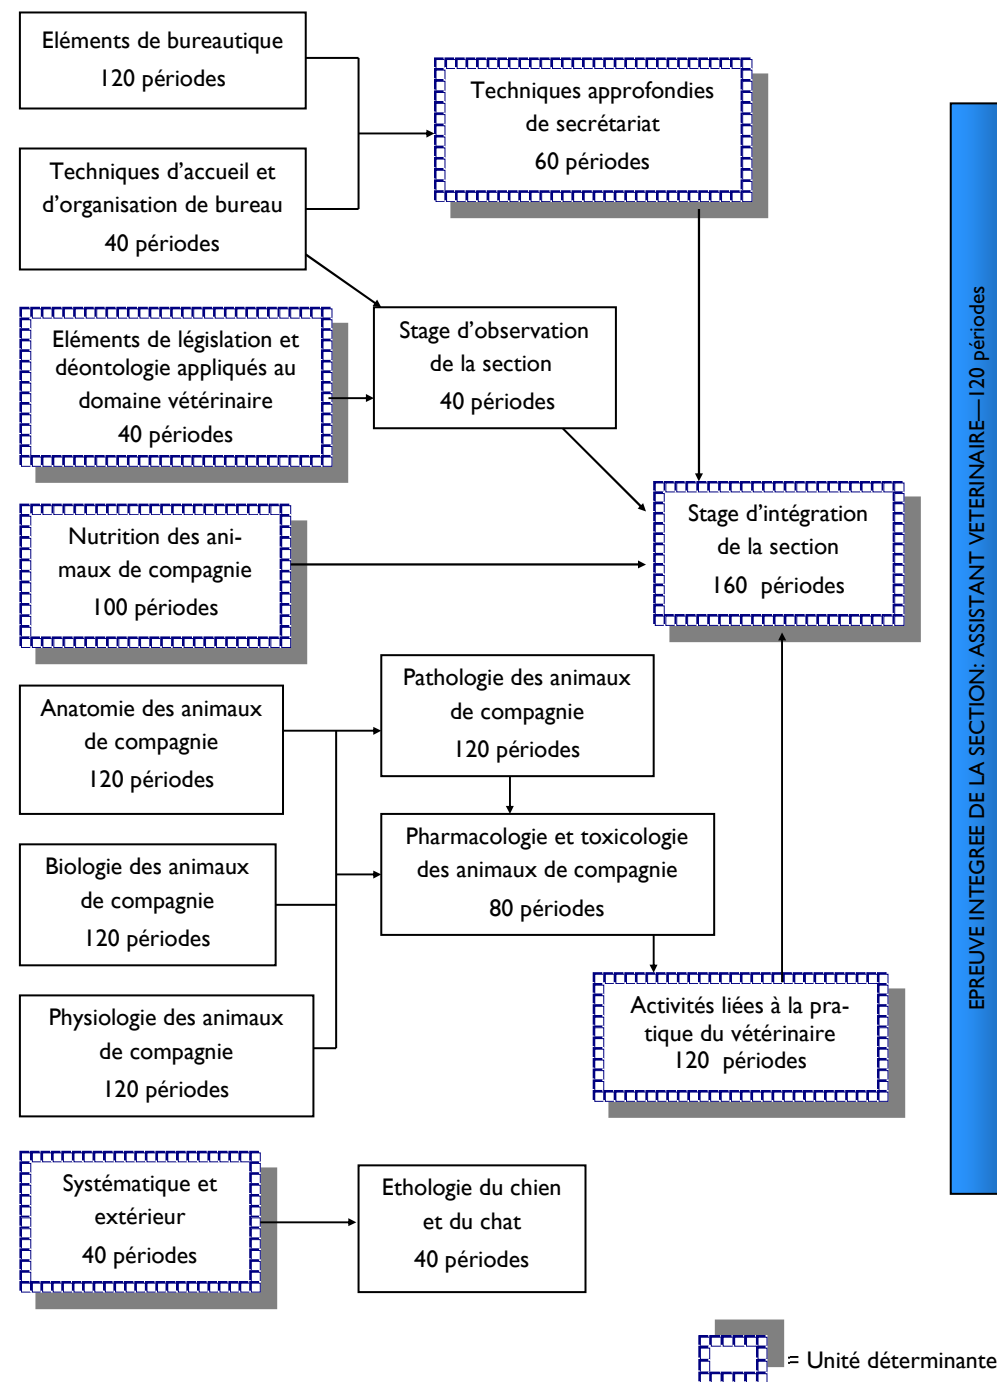 Eléments de bureautique
120 périodes
Techniques approfondies
de secrétariat
60 périodes
Techniques d'accueil et
d'organisation de bureau
40 périodes
Eléments de législation et
déontologie appliqués au
domaine vétérinaire
40 périodes
Stage d'observation
de la section
40 périodes
Nutrition des ani-
maux de compagnie
100 périodes
Stage d'intégration
de la section
160 périodes
Anatomie des animaux
de compagnie
120 périodes
Pathologie des animaux
de compagnie
120 périodes
Biologie des animaux
de compagnie
120 périodes
Pharmacologie et toxicologie
des animaux de compagnie
80 périodes
Physiologie des animaux
de compagnie
120 périodes
Activités liées à la pra-
tique du vétérinaire
120 périodes
Systématique et
extérieur
40 périodes
Ethologie du chien
et du chat
40 périodes
EPREUVE INTEGREE DE LA SECTION: ASSISTANT VETERINAIRE—120 périodes
= Unité déterminante